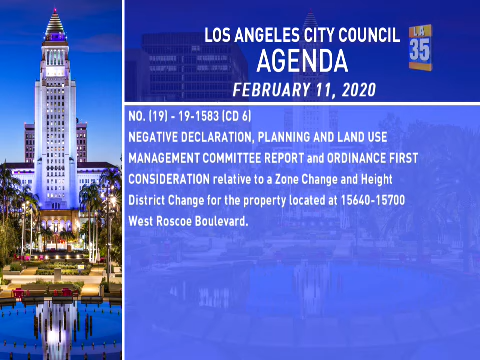 LOS ANGELES CITY COUNCIL
AGENDA
FEBRUARY 11, 2020
LA
35
NO. (19) - 19-1583 (CD 6)
NEGATIVE DECLARATION, PLANNING AND LAND USE
MANAGEMENT COMMITTEE REPORT and ORDINANCE FIRST
CONSIDERATION relative to a Zone Change and Height
District Change for the property located at 15640-15700
West Roscoe Boulevard.